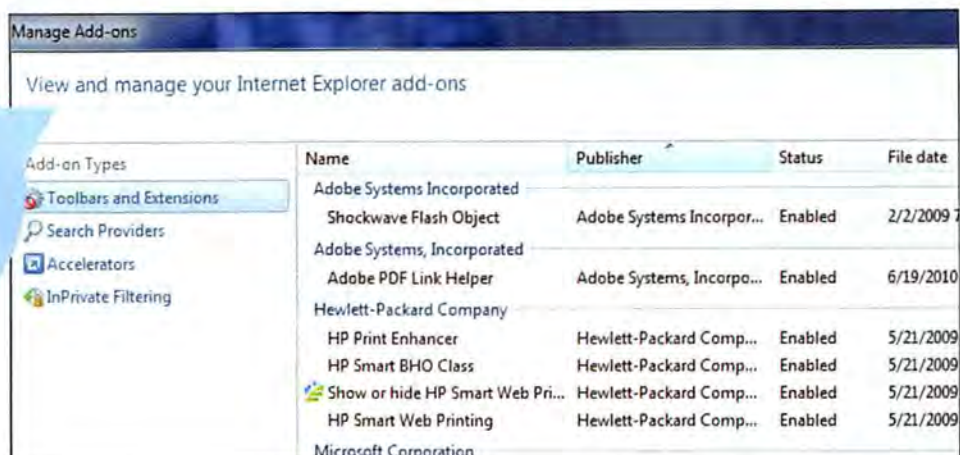 Manage Add-ons
View and manage your Internet Explorer add-ons
Add-on Types
Toolbars and Extensions
Search Providers
Accelerators
InPrivate Filtering
Name Publisher Status File date
Adobe Systems Incorporated
Shockwave Flash Object Adobe Systems Incorpor... Enabled 2/2/2009 7
Adobe Systems, Incorporated
Adobe PDF Link Helper Adobe Systems, Incorpo... Enabled 6/19/2010
Hewlett-Packard Company
HP Print Enhancer Hewlett-Packard Comp... Enabled 5/21/2009
HP Smart BHO Class Hewlett-Packard Comp... Enabled 5/21/2009
Show or hide HP Smart Web Pri... Hewlett-Packard Comp... Enabled 5/21/2009
HP Smart Web Printing Hewlett-Packard Comp... Enabled 5/21/2009
Microsoft Corporation